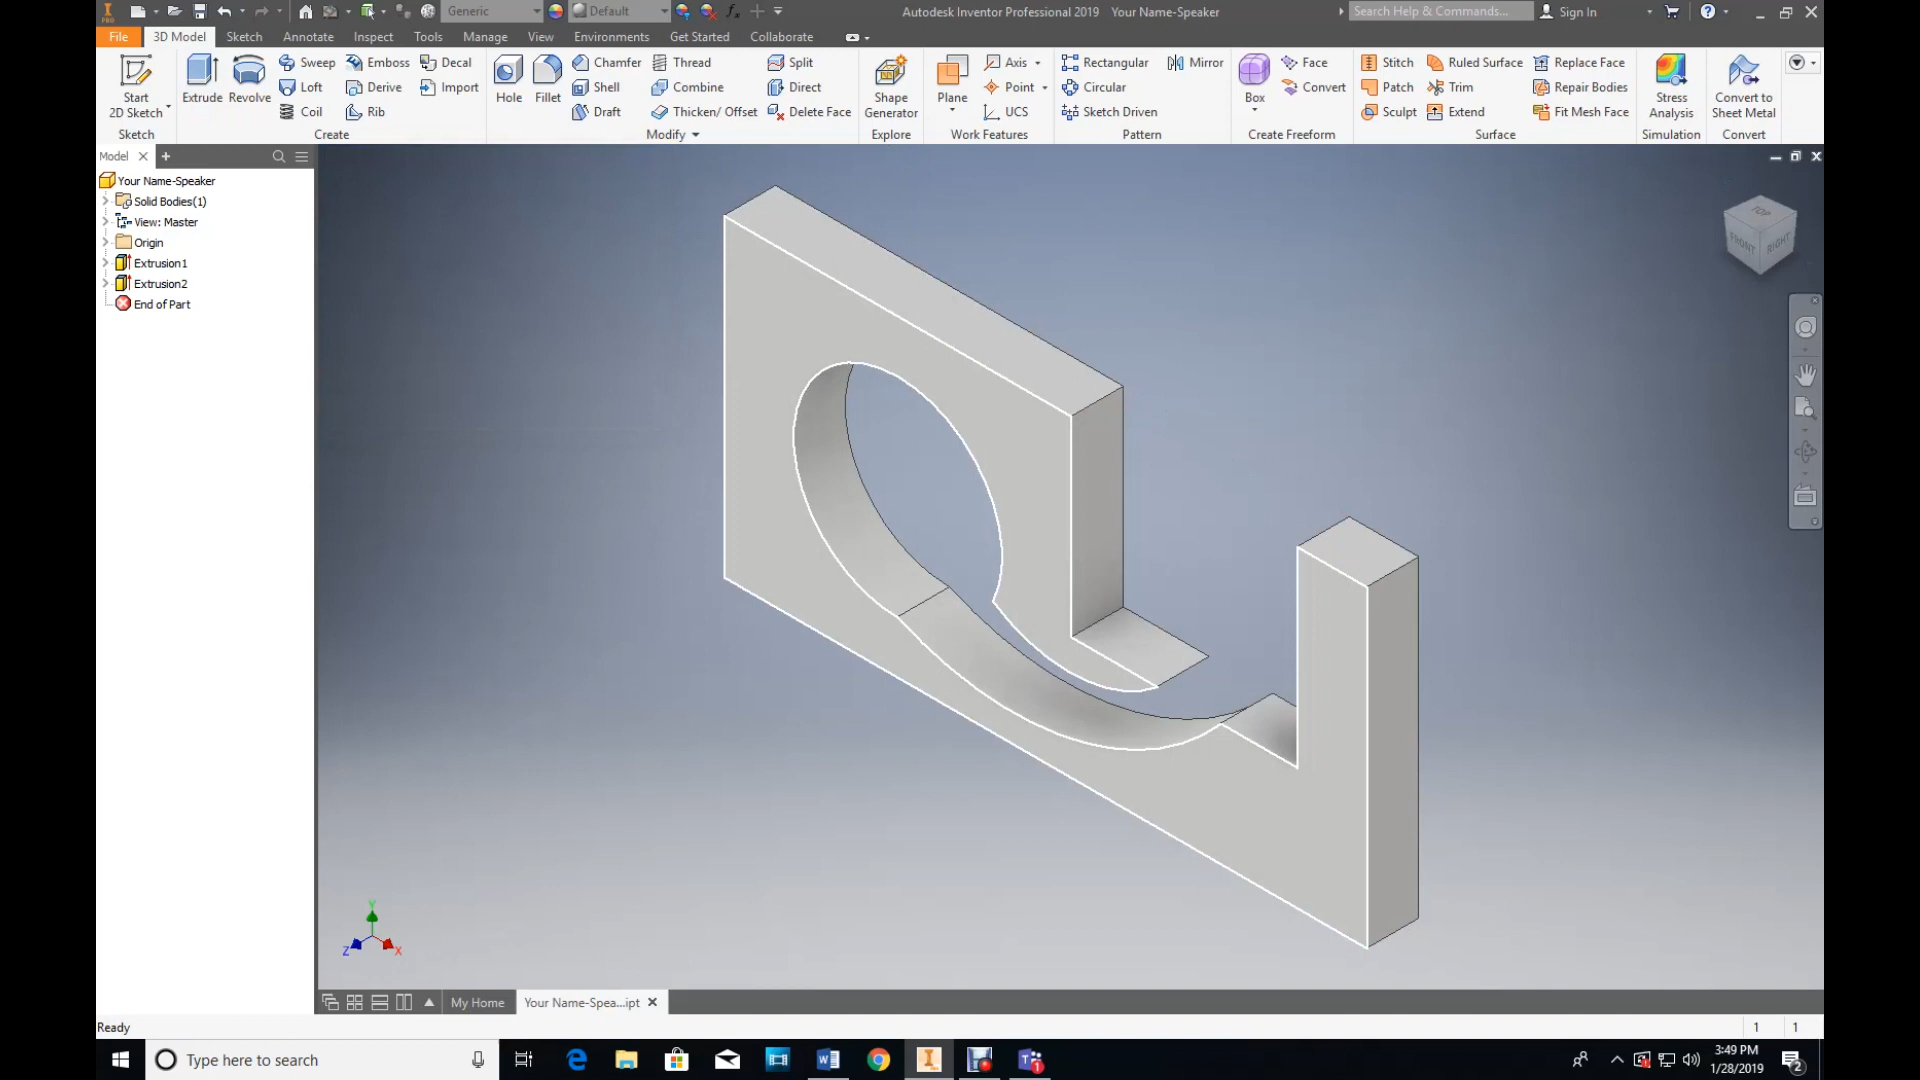 Generic Default fx Autodesk Inventor Professional 2019 Your Name-Speaker Search Help & Commands... Sign In
File 3D Model Sketch Annotate Inspect Tools Manage View Environments Get Started Collaborate
Start
2D Sketch
Sketch
Extrude Revolve
Sweep Emboss Decal
Loft Derive Import
Coil Rib
Create
Hole Fillet
Chamfer Thread Split
Shell Combine Direct
Draft Thicken/ Offset Delete Face
Modify
Shape
Generator
Explore
Plane
Axis
Point
UCS
Work Features
Rectangular Mirror
Circular
Sketch Driven
Pattern
Box
Face
Convert
Create Freeform
Stitch Ruled Surface Replace Face
Patch Trim Repair Bodies
Sculpt Extend Fit Mesh Face
Surface
Stress
Analysis
Simulation
Convert to
Sheet Metal
Convert
Model
Your Name-Speaker
Solid Bodies(1)
View: Master
Origin
Extrusion1
Extrusion2
End of Part
TOP
FRONT RIGHT
Y
Z X
My Home Your Name-Spea...ipt
Ready 1 1
Type here to search
3:49 PM
1/28/2019
2